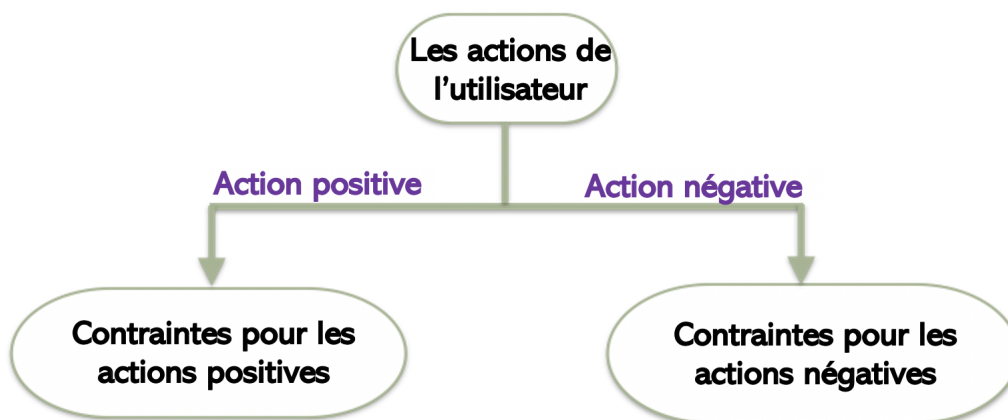 Les actions de
l'utilisateur
Action positive
Action négative
Contraintes pour les
actions positives
Contraintes pour les
actions négatives